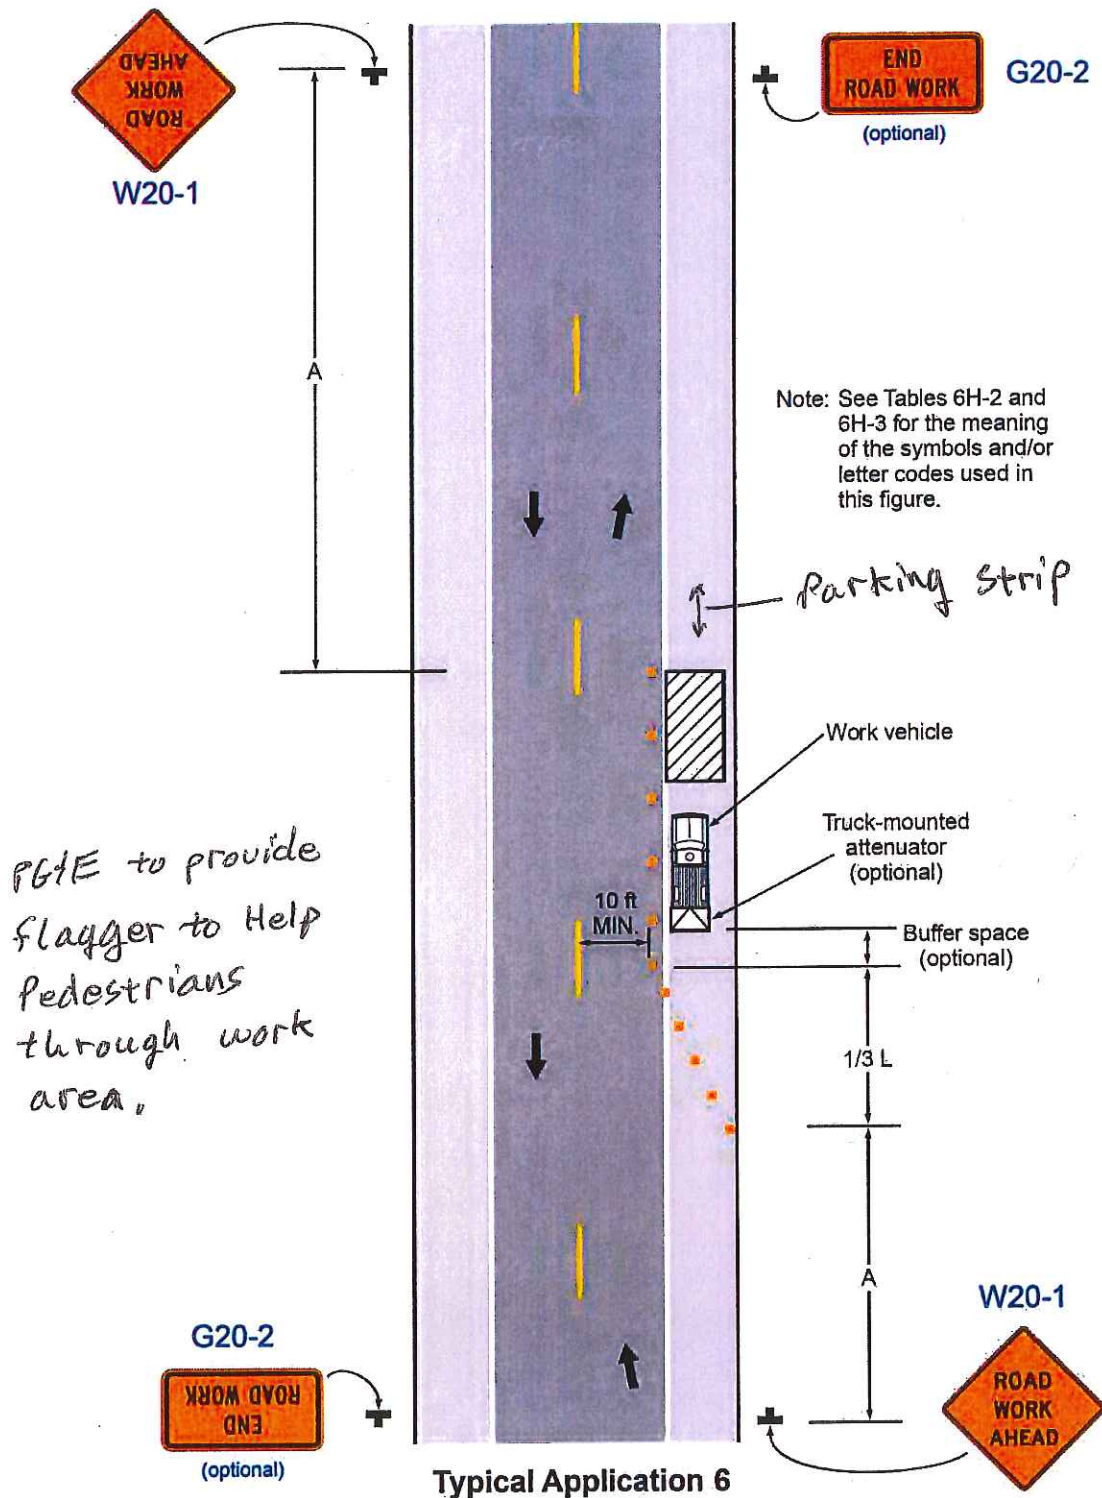 ROAD
WORK
AHEAD
W20-1
END
ROAD WORK
(optional)
G20-2
A
Note: See Tables 6H-2 and
6H-3 for the meaning
of the symbols and/or
letter codes used in
this figure.
Parking Strip
Work vehicle
Truck-mounted
attenuator
(optional)
PG&E to provide
flagger to Help
Pedestrians
through work
area.
10 ft
MIN.
Buffer space
(optional)
1/3 L
A
G20-2
END
ROAD WORK
(optional)
W20-1
ROAD
WORK
AHEAD
Typical Application 6